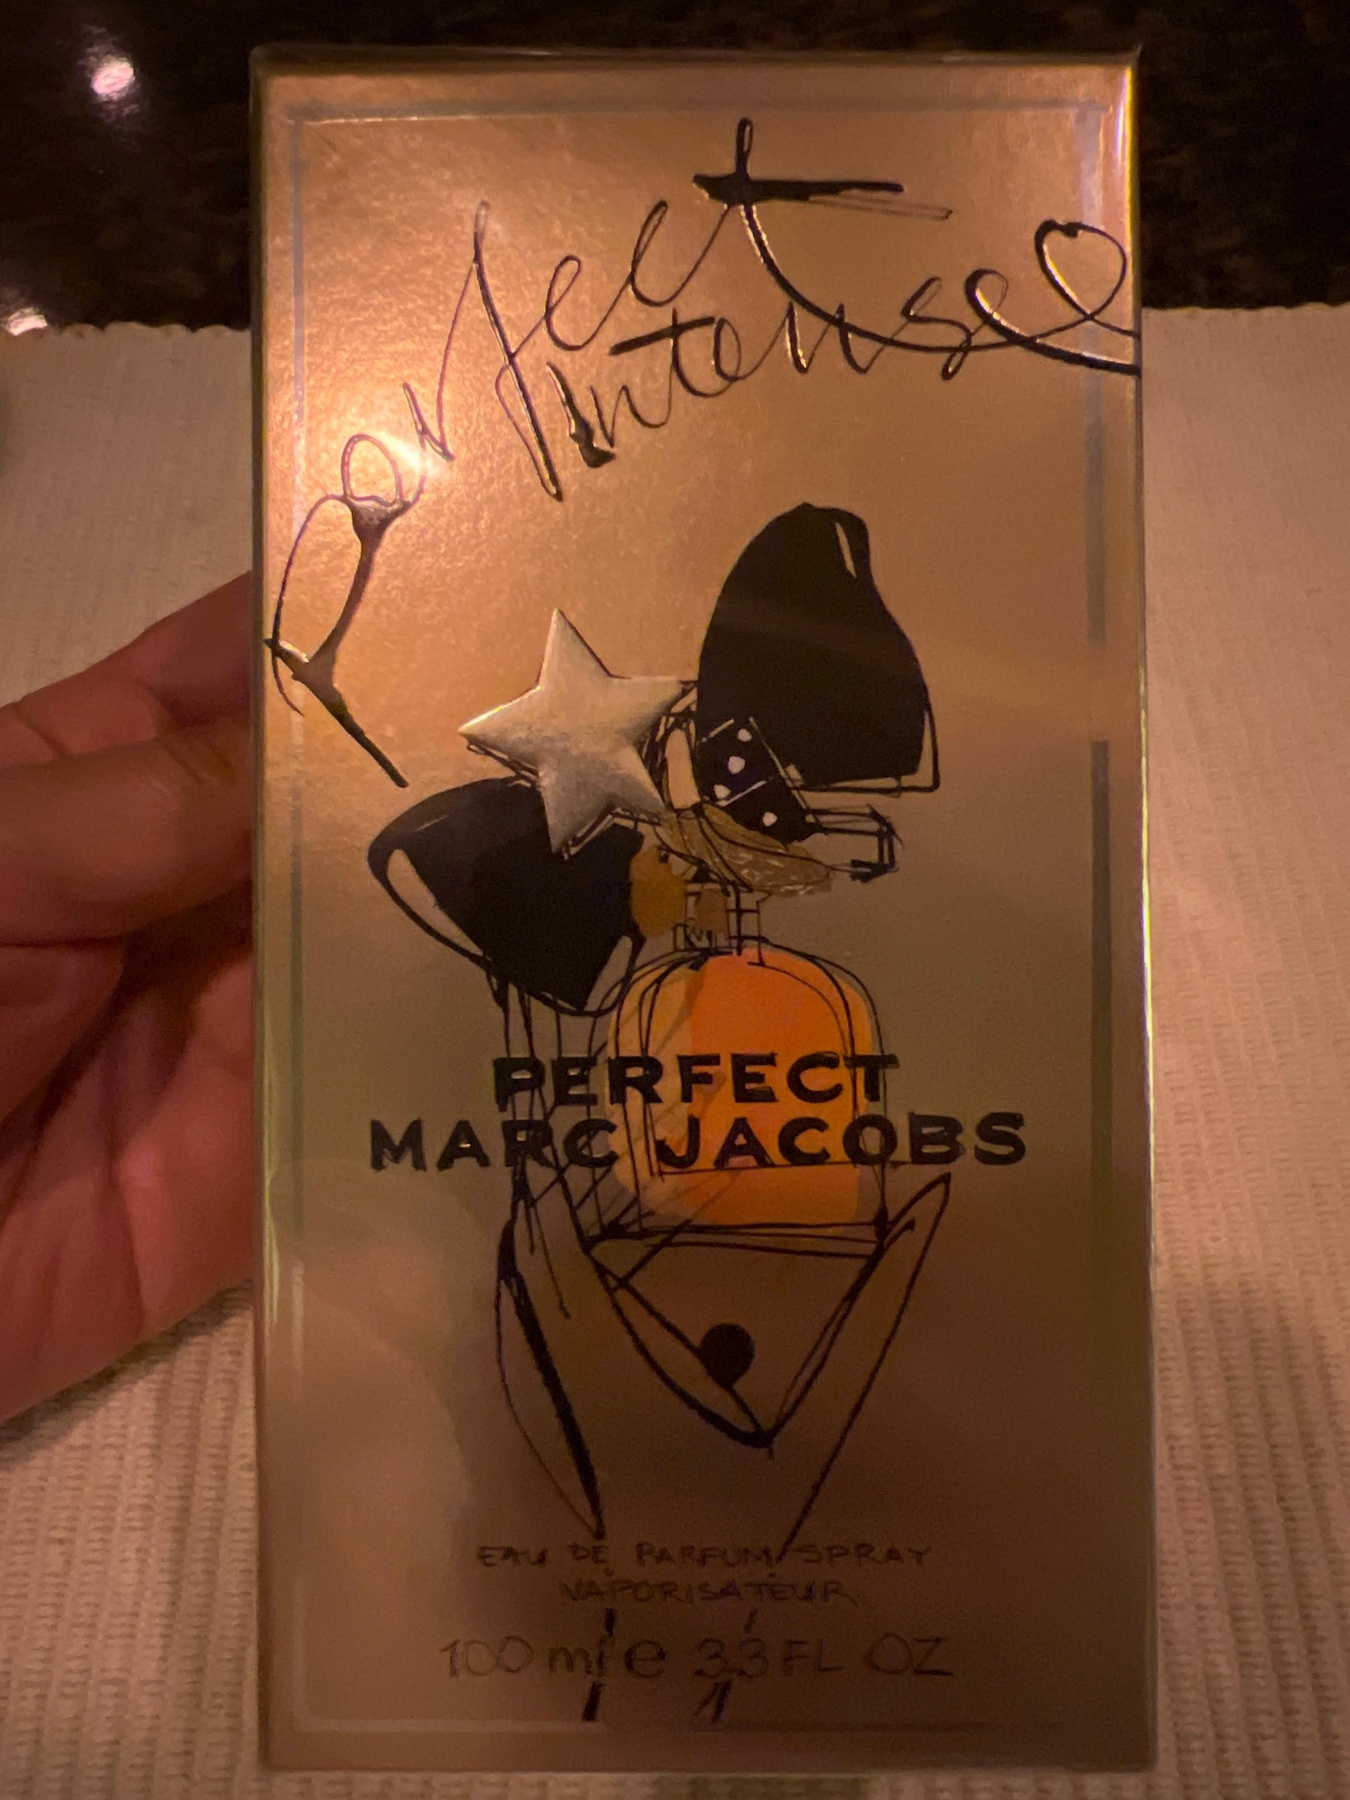 Perfect
intense
PERFECT
MARC JACOBS
EAU DE PARFUM SPRAY
VAPORISATEUR
100 ml e 3.3 FL OZ